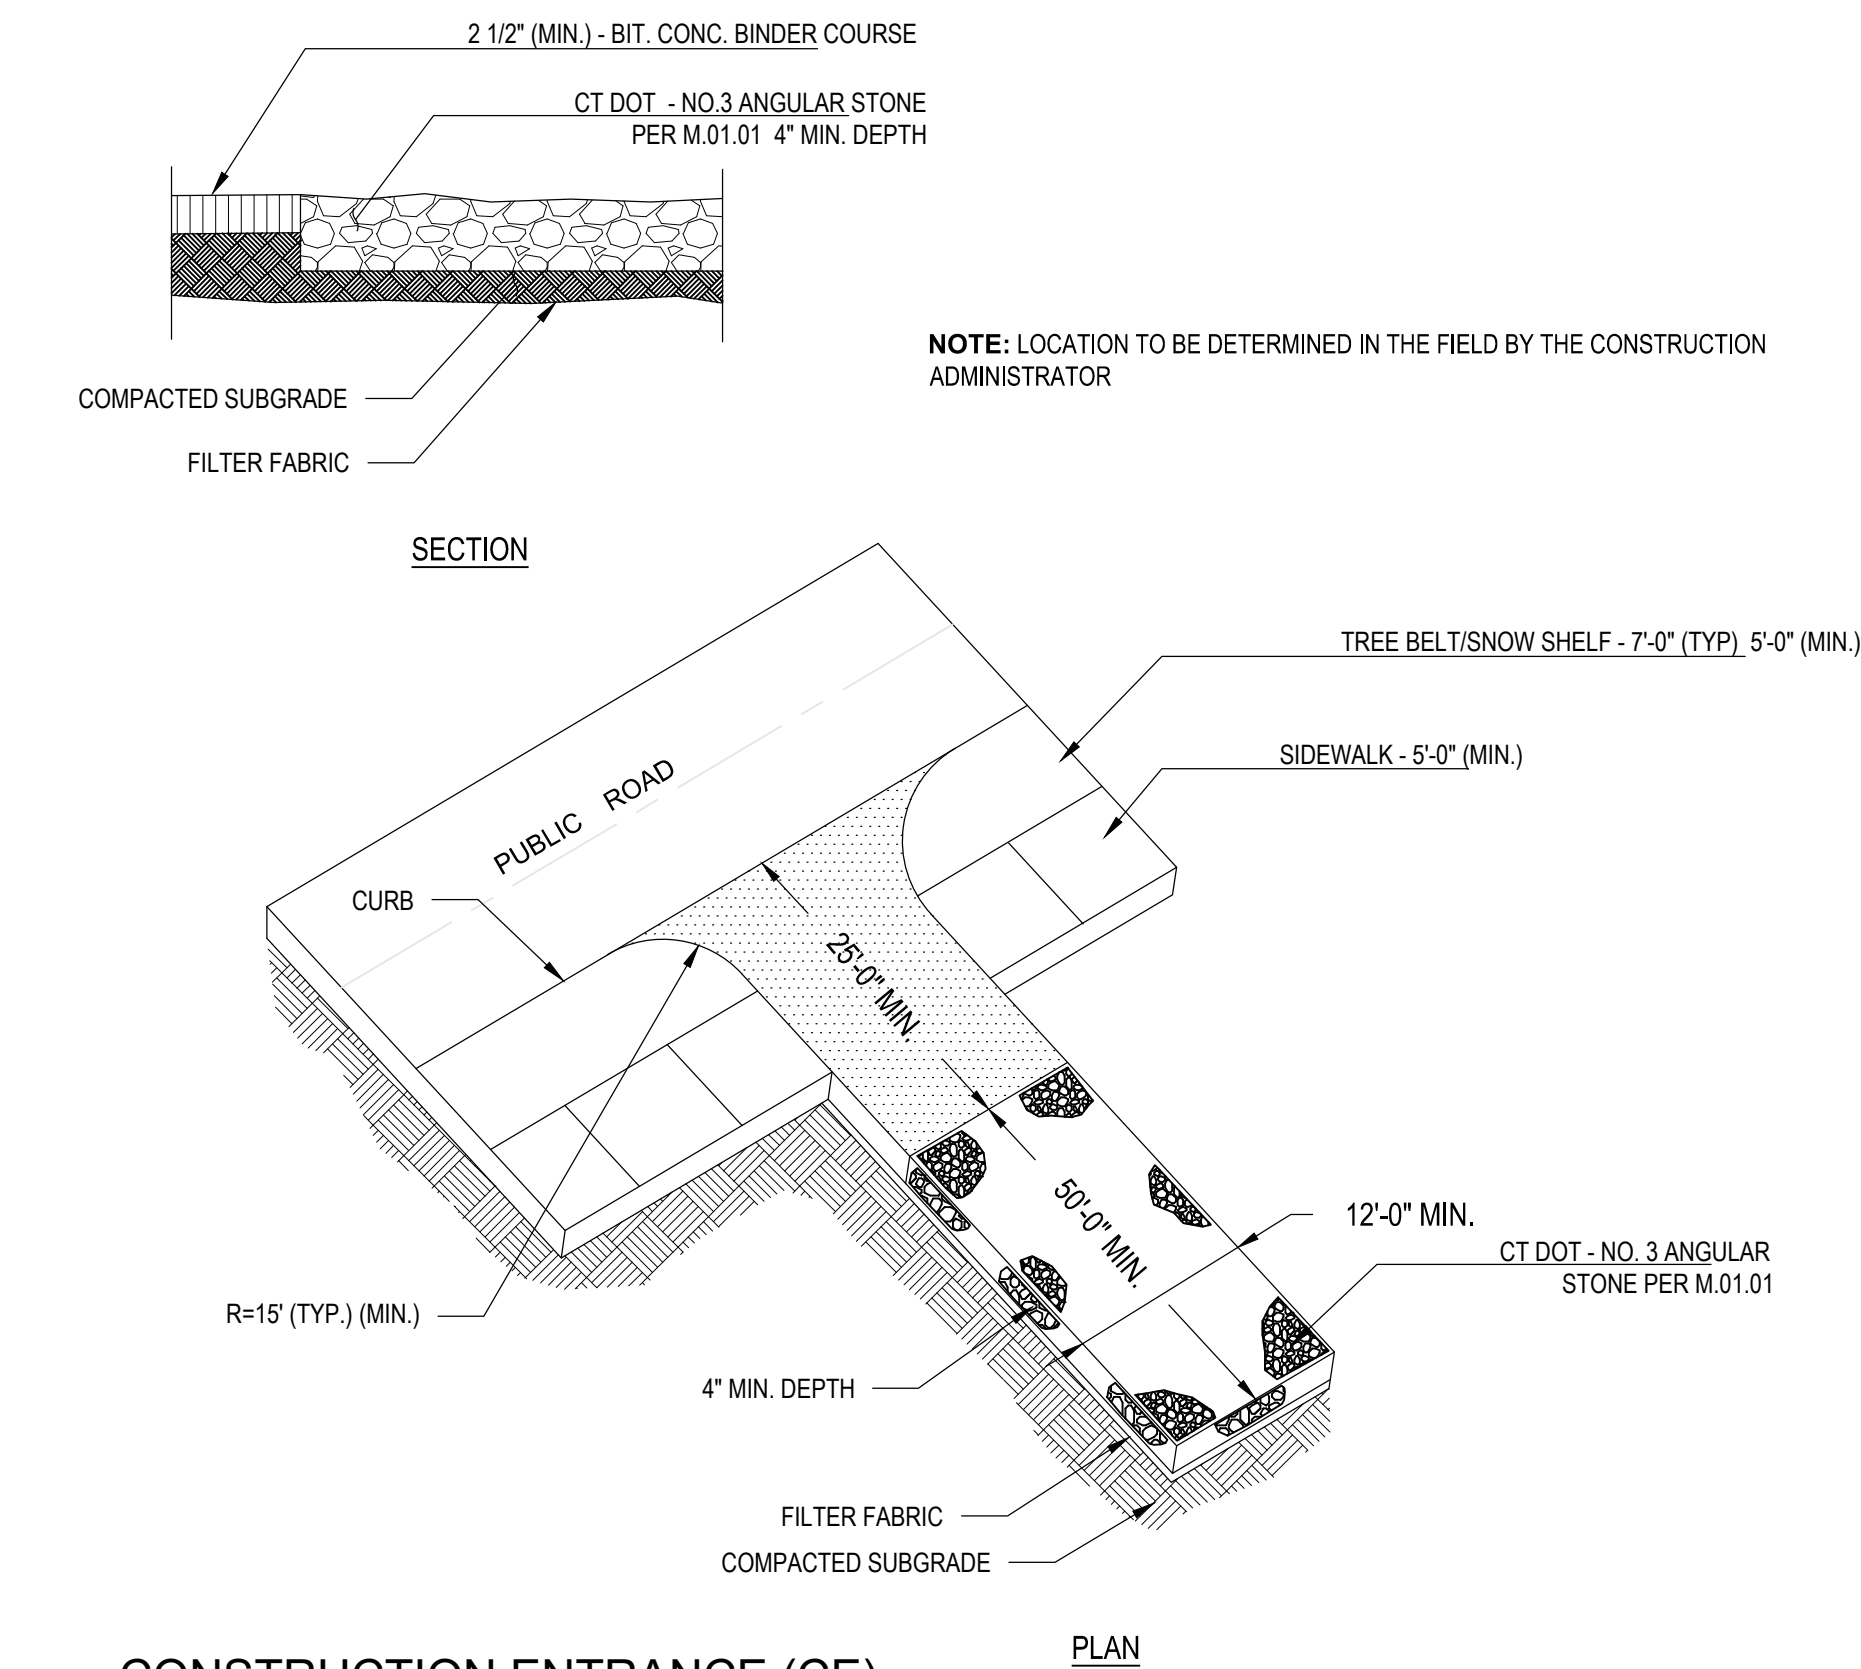 2 1/2" (MIN.) - BIT. CONC. BINDER COURSE
CT DOT - NO.3 ANGULAR STONE
PER M.01.01 4" MIN. DEPTH
NOTE: LOCATION TO BE DETERMINED IN THE FIELD BY THE CONSTRUCTION
ADMINISTRATOR
COMPACTED SUBGRADE
FILTER FABRIC
SECTION
TREE BELT/SNOW SHELF - 7'-0" (TYP) 5'-0" (MIN.)
SIDEWALK - 5'-0" (MIN.)
PUBLIC ROAD
CURB
25'-0" MIN.
50'-0" MIN.
12'-0" MIN.
CT DOT - NO. 3 ANGULAR
STONE PER M.01.01
R=15' (TYP.) (MIN.)
4" MIN. DEPTH
FILTER FABRIC
COMPACTED SUBGRADE
PLAN
CONSTRUCTION ENTRANCE (CE)